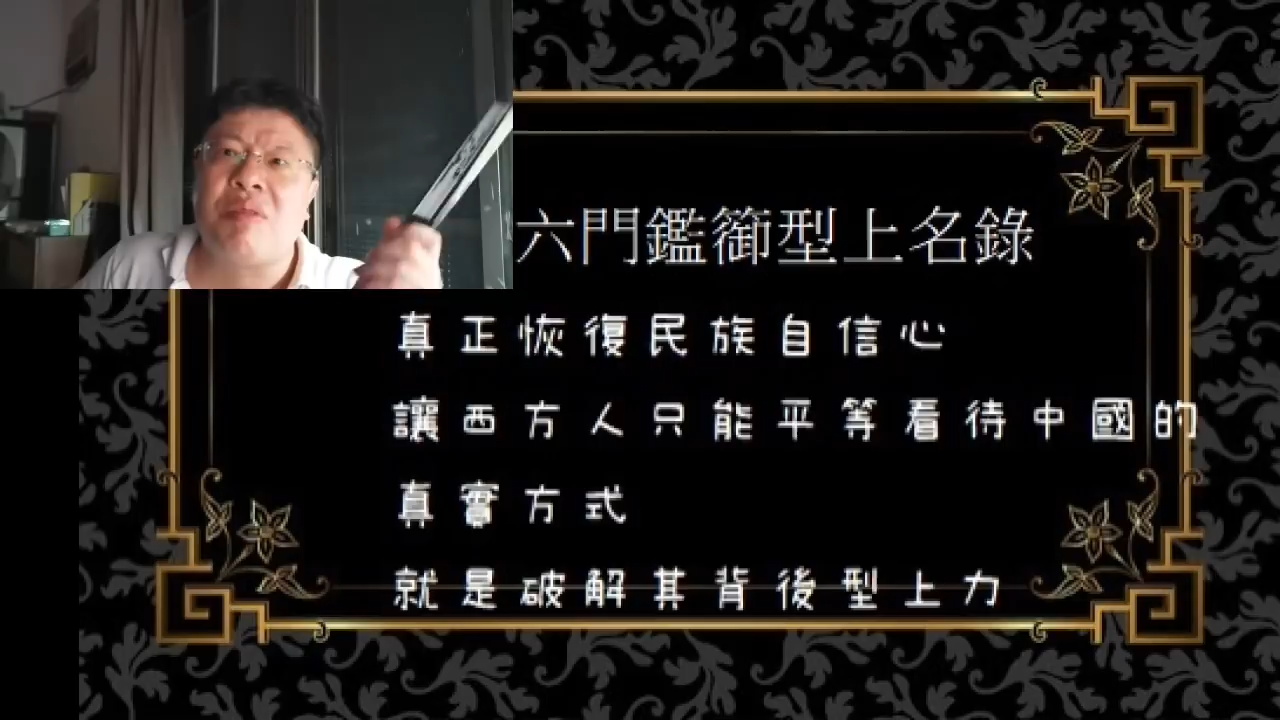 六門鑑籞型上名錄
真正恢復民族自信心
讓西方人只能平等看待中國的
真實方式
就是破解其背後型上力